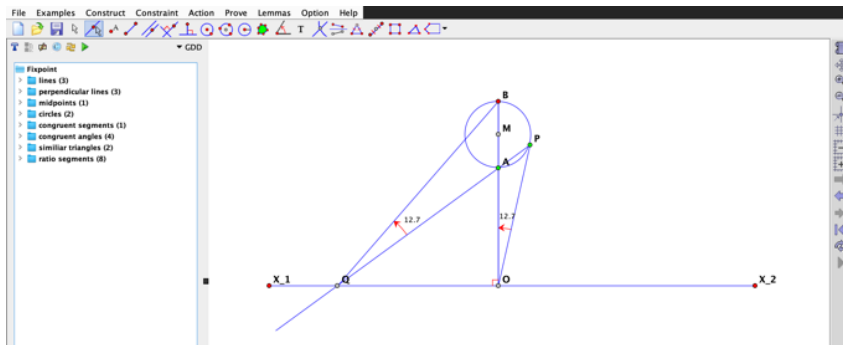 File Examples Construct Constraint Action Prove Lemmas Option Help
A T
T GDD
Fixpoint
lines (3)
perpendicular lines (3)
midpoints (1)
circles (2)
congruent segments (1)
congruent angles (4)
similiar triangles (2)
ratio segments (8)
B
M
P
A
12.7
12.7
X_1 Q O X_2